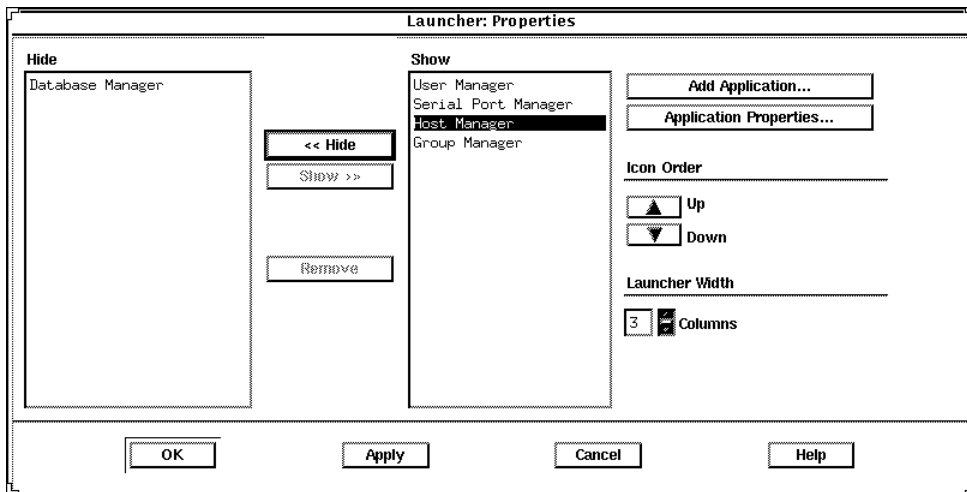 Launcher: Properties
Hide
Database Manager
<< Hide
Show >>
Remove
Show
User Manager
Serial Port Manager
Host Manager
Group Manager
Add Application...
Application Properties...
Icon Order
Up
Down
Launcher Width
3 Columns
OK
Apply
Cancel
Help